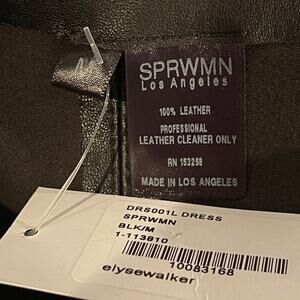 M
SPRWMN
Los Angeles
100% LEATHER
PROFESSIONAL
LEATHER CLEANER ONLY
RN 153258
MADE IN LOS ANGELES
DRS001L DRESS
SPRWMN
BLK/M
1-113810
10083168
elysewalker